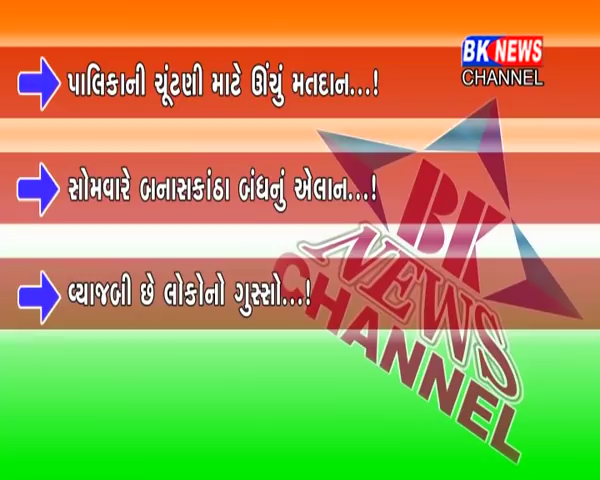 BK NEWS
CHANNEL
પાલિકાની ચૂંટણી માટે ઊંચું મતદાન...!
સોમવારે બનાસકાંઠા બંધનું એલાન...!
વ્યાજબી છે લોકોનો ગુસ્સો...!
BK
NEWS
CHANNEL